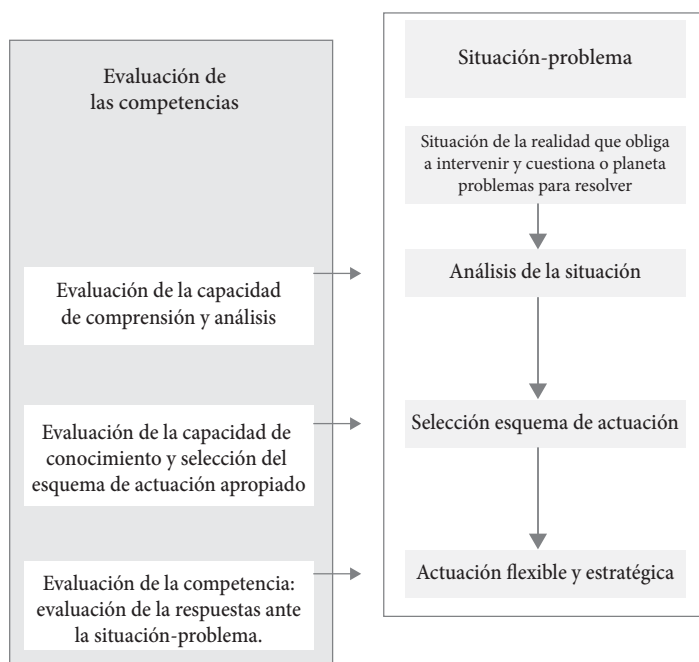 Evaluación de
las competencias
Evaluación de la capacidad
de comprensión y análisis
Evaluación de la capacidad de
conocimiento y selección del
esquema de actuación apropiado
Evaluación de la competencia:
evaluación de la respuestas ante
la situación-problema.
Situación-problema
Situación de la realidad que obliga
a intervenir y cuestiona o planeta
problemas para resolver
Análisis de la situación
Selección esquema de actuación
Actuación flexible y estratégica